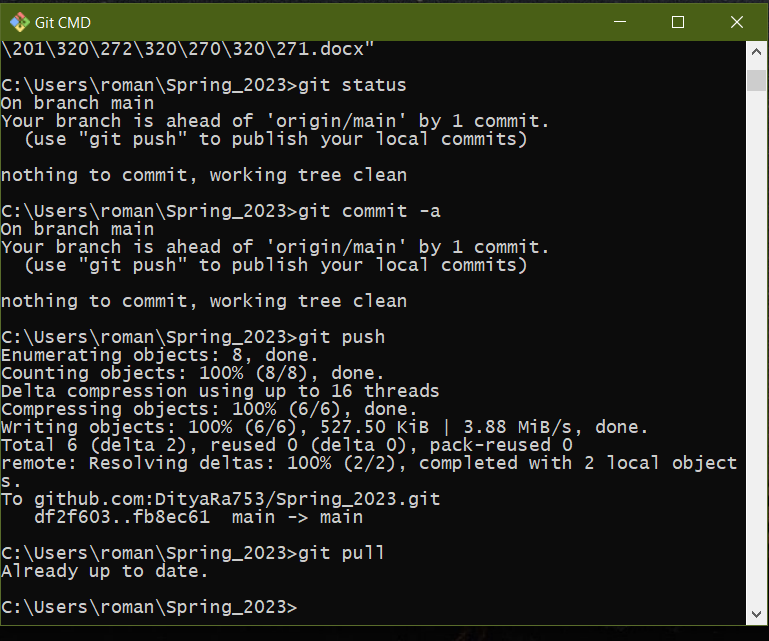 Git CMD
\201\320\272\320\270\320\271.docx"
C:\Users\roman\Spring_2023>git status
On branch main
Your branch is ahead of 'origin/main' by 1 commit.
  (use "git push" to publish your local commits)
nothing to commit, working tree clean
C:\Users\roman\Spring_2023>git commit -a
On branch main
Your branch is ahead of 'origin/main' by 1 commit.
  (use "git push" to publish your local commits)
nothing to commit, working tree clean
C:\Users\roman\Spring_2023>git push
Enumerating objects: 8, done.
Counting objects: 100% (8/8), done.
Delta compression using up to 16 threads
Compressing objects: 100% (6/6), done.
Writing objects: 100% (6/6), 527.50 KiB | 3.88 MiB/s, done.
Total 6 (delta 2), reused 0 (delta 0), pack-reused 0
remote: Resolving deltas: 100% (2/2), completed with 2 local object
s.
To github.com:DityaRa753/Spring_2023.git
   df2f603..fb8ec61  main -> main
C:\Users\roman\Spring_2023>git pull
Already up to date.
C:\Users\roman\Spring_2023>